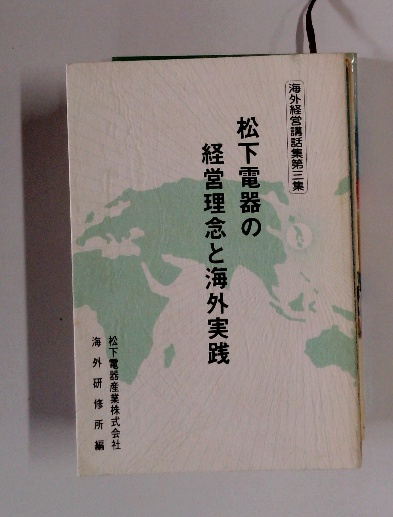 海外経営講話集第三集
松下電器の
経営理念と海外実践
松下電器産業株式会社
海外研修所編